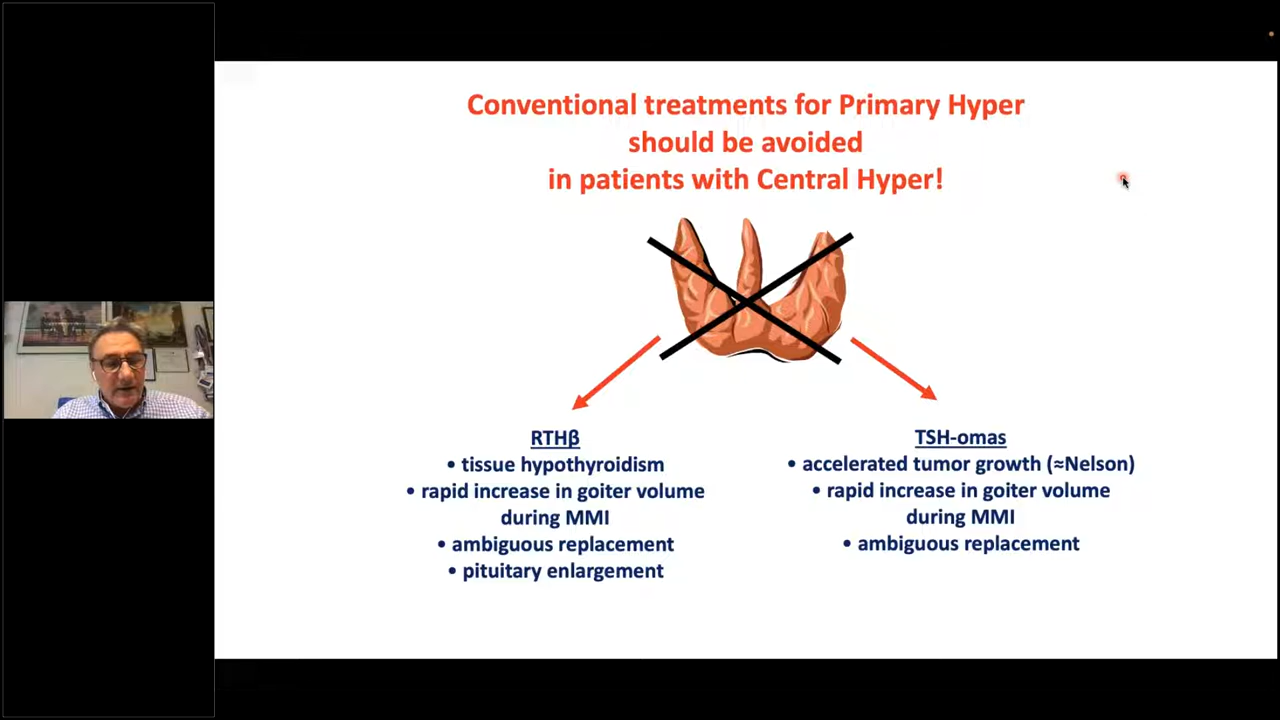 Conventional treatments for Primary Hyper
should be avoided
in patients with Central Hyper!
RTHβ
• tissue hypothyroidism
• rapid increase in goiter volume
during MMI
• ambiguous replacement
• pituitary enlargement
TSH-omas
• accelerated tumor growth (≈Nelson)
• rapid increase in goiter volume
during MMI
• ambiguous replacement